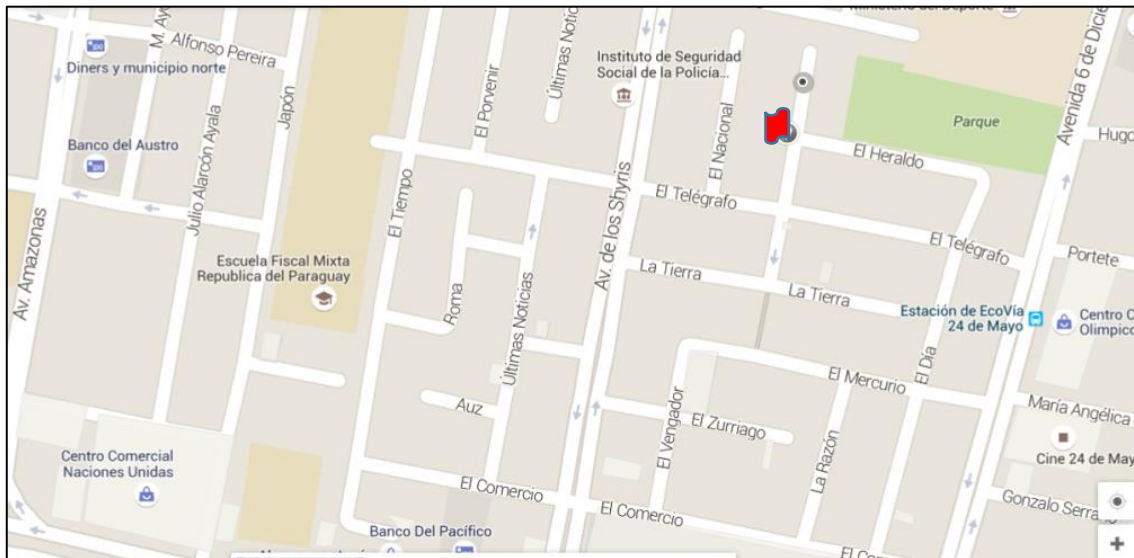 Alfonso Pereira
M. Ay
Diners y municipio norte
Japón
Julio Alarcón Ayala
Banco del Austro
Av. Amazonas
Escuela Fiscal Mixta
Republica del Paraguay
Centro Comercial
Naciones Unidas
El Tiempo
El Porvenir
Últimas Notic
Roma
Últimas Noticias
Auz
El Comercio
Banco Del Pacífico
Instituto de Seguridad
Social de la Policía...
Av. de los Shyris
El Nacional
El Telégrafo
La Tierra
El Heraldo
Parque
Avenida 6 de Dicie
Hugo
El Telégrafo
Portete
La Tierra
Estación de EcoVía
24 de Mayo
Centro C
Olímpico
El Día
El Mercurio
El Vengador
El Zurriago
La Razón
María Angélica
Cine 24 de May
Gonzalo Serra
El Comercio